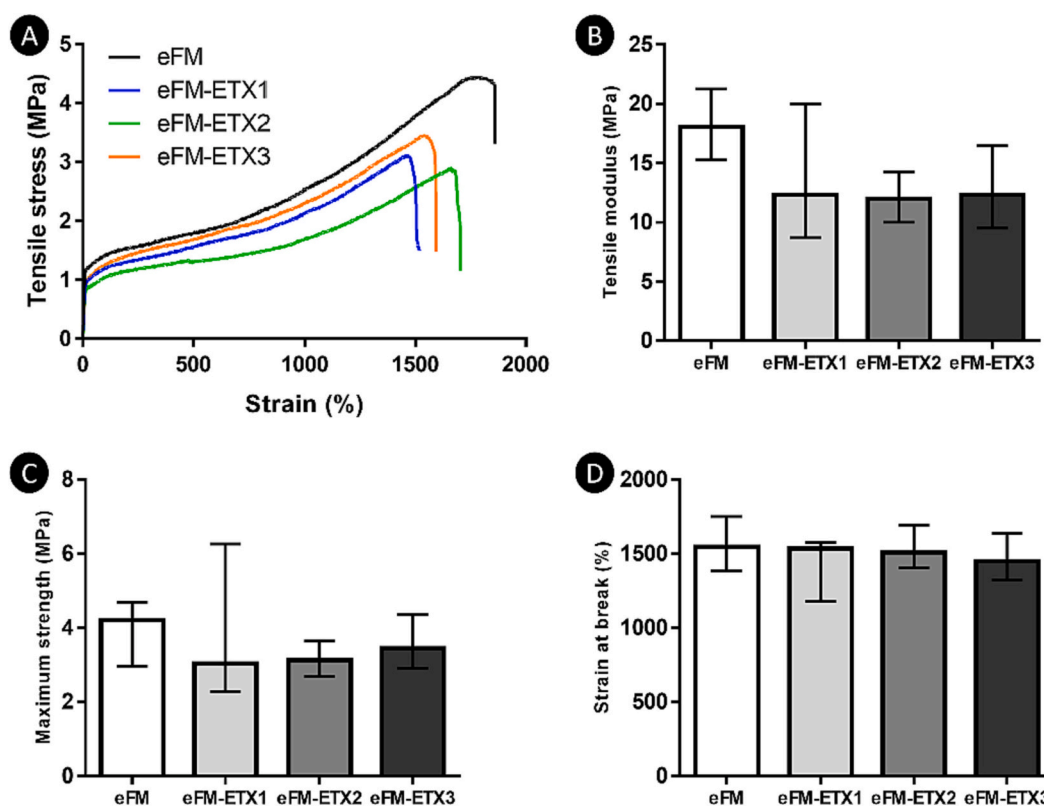 A
Tensile stress (MPa)
5
4
3
2
1
0
eFM
eFM-ETX1
eFM-ETX2
eFM-ETX3
0 500 1000 1500 2000
Strain (%)
B
Tensile modulus (MPa)
25
20
15
10
5
0
eFM eFM-ETX1 eFM-ETX2 eFM-ETX3
C
Maximum strength (MPa)
8
6
4
2
0
eFM eFM-ETX1 eFM-ETX2 eFM-ETX3
D
Strain at break (%)
2000
1500
1000
500
0
eFM eFM-ETX1 eFM-ETX2 eFM-ETX3